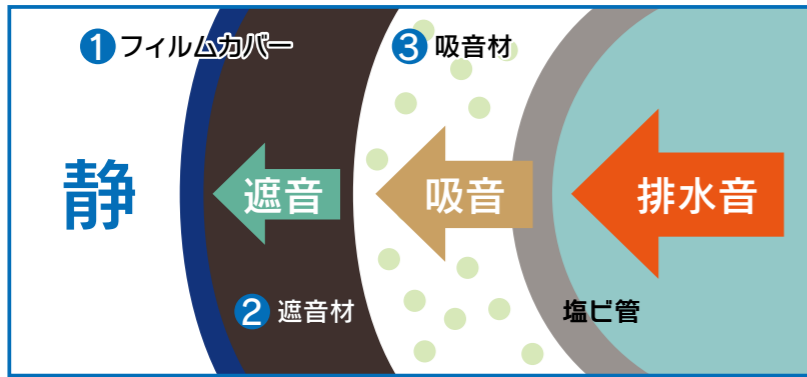 ❶ フィルムカバー
❸ 吸音材
静
遮音
吸音
排水音
❷ 遮音材
塩ビ管